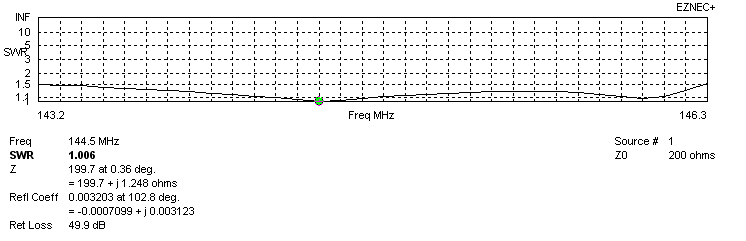 EZNEC+
INF
10
5
SWR
3
2
1.5
1.1
143.2 Freq MHz 146.3
Freq 144.5 MHz Source # 1
SWR 1.006 Z0 200 ohms
Z 199.7 at 0.36 deg.
= 199.7 + j 1.248 ohms
Refl Coeff 0.003203 at 102.8 deg.
= -0.0007099 + j 0.003123
Ret Loss 49.9 dB